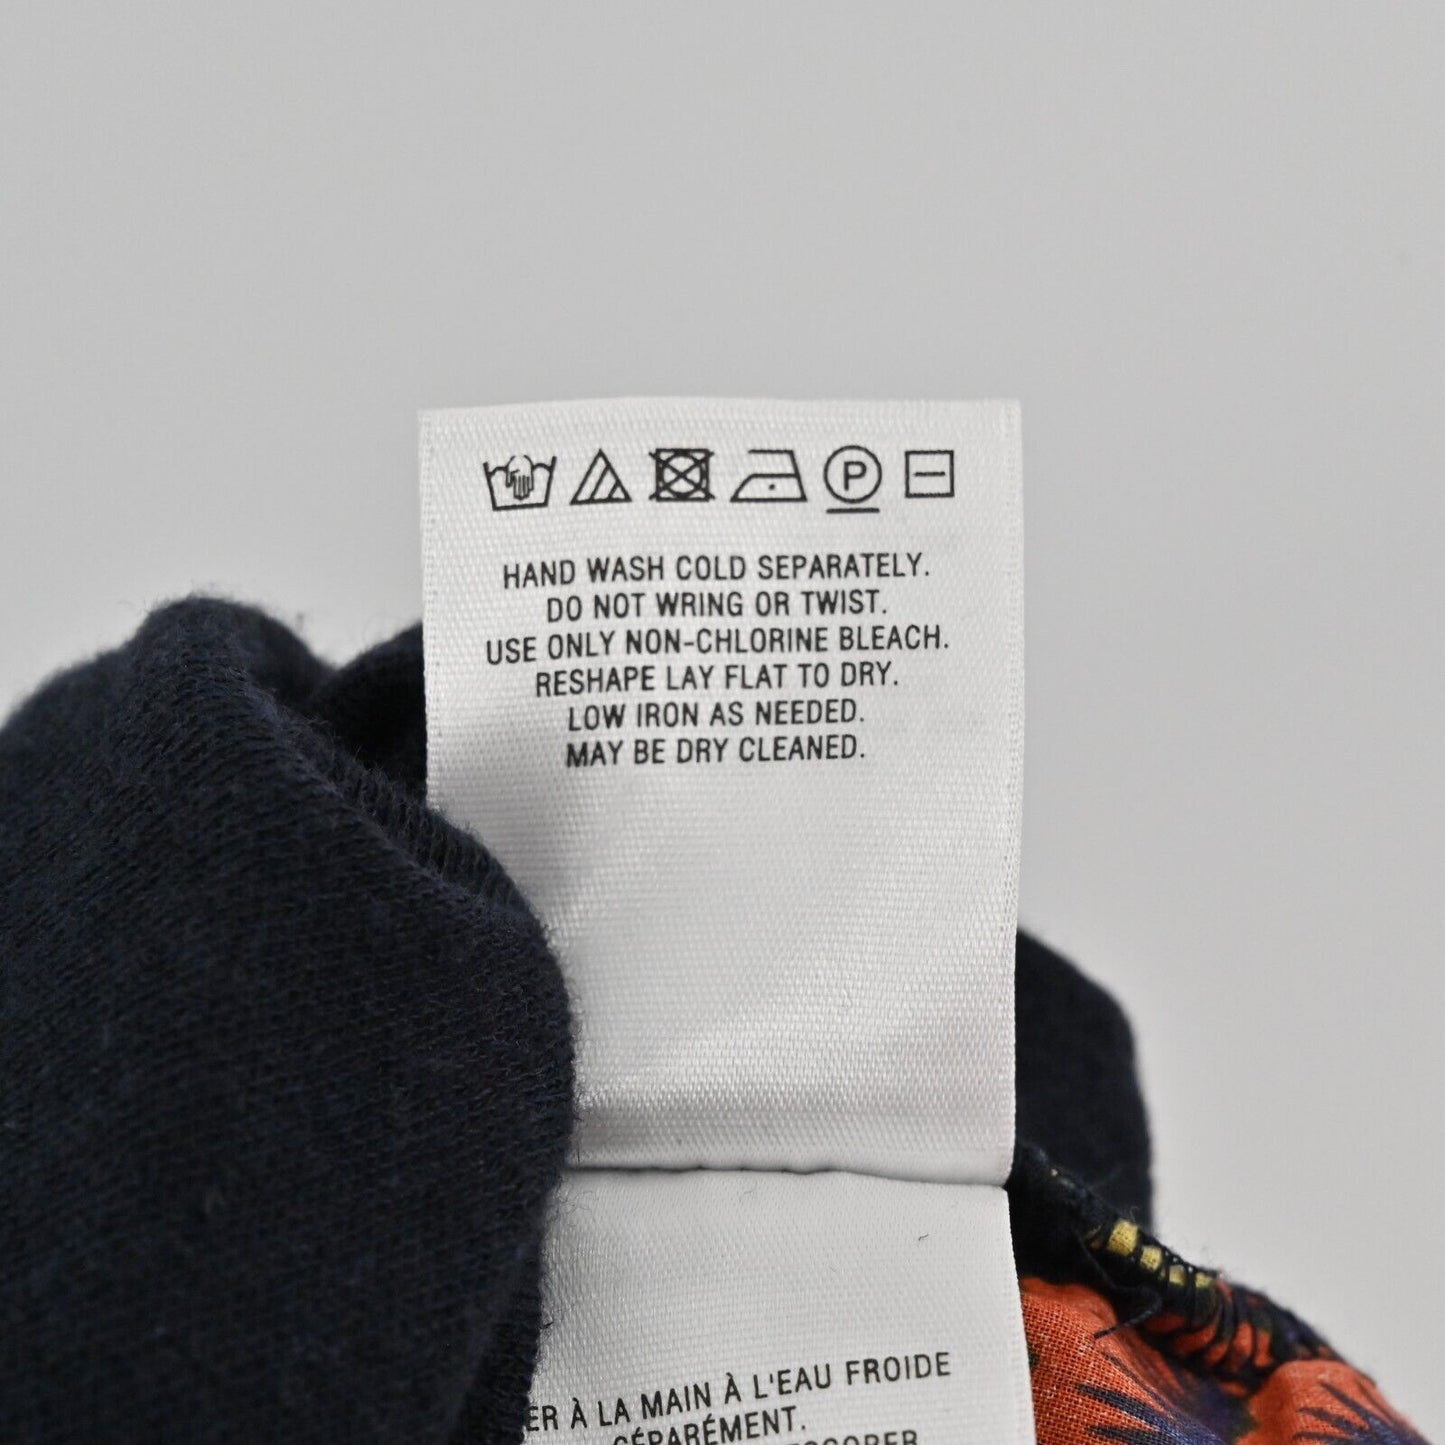 P
HAND WASH COLD SEPARATELY.
DO NOT WRING OR TWIST.
USE ONLY NON-CHLORINE BLEACH.
RESHAPE LAY FLAT TO DRY.
LOW IRON AS NEEDED.
MAY BE DRY CLEANED.
À LA MAIN À L'EAU FROIDE